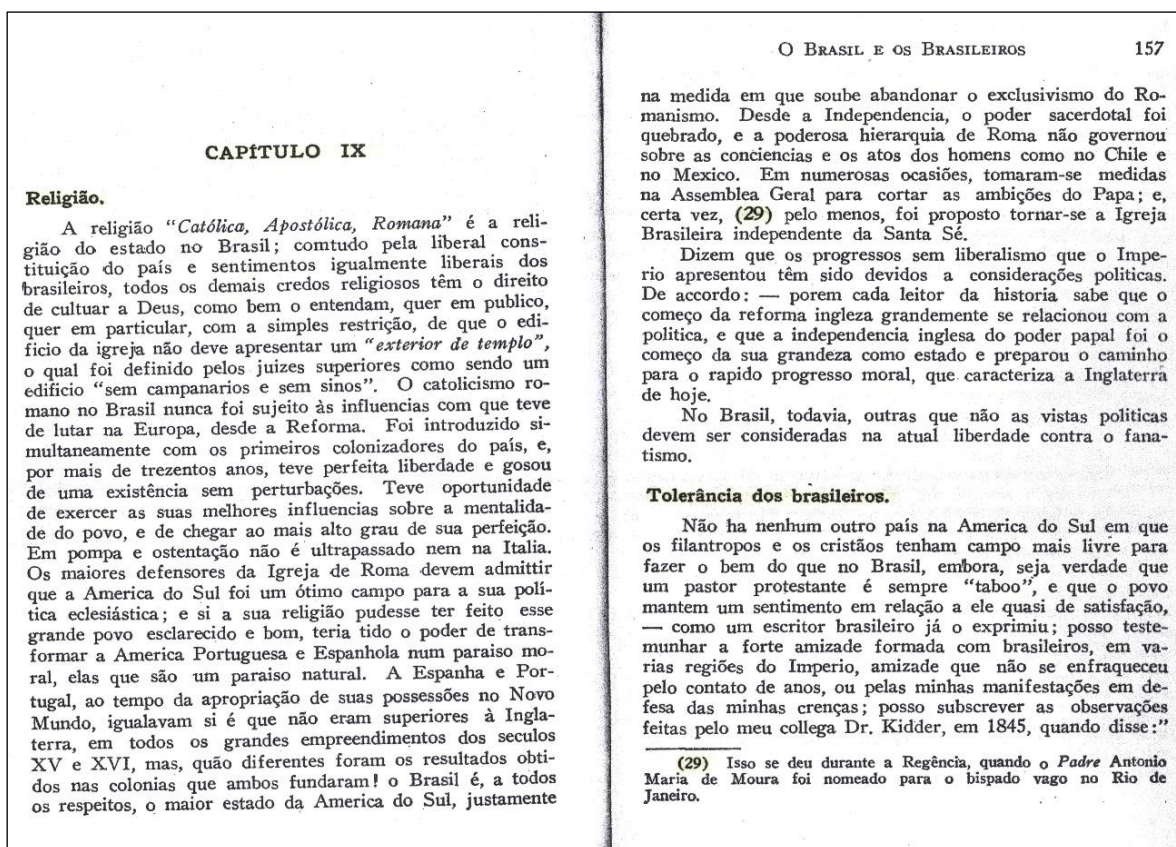 CAPÍTULO IX
Religião.
A religião “Católica, Apostólica, Romana” é a reli-
gião do estado no Brasil; comtudo pela liberal cons-
tituição do país e sentimentos igualmente liberais dos
brasileiros, todos os demais credos religiosos têm o direito
de cultuar a Deus, como bem o entendam, quer em publico,
quer em particular, com a simples restrição, de que o edi-
ficio da igreja não deve apresentar um “exterior de templo”,
o qual foi definido pelos juizes superiores como sendo um
edificio “sem campanarios e sem sinos”. O catolicismo ro-
mano no Brasil nunca foi sujeito às influencias com que teve
de lutar na Europa, desde a Reforma. Foi introduzido si-
multaneamente com os primeiros colonizadores do país, e,
por mais de trezentos anos, teve perfeita liberdade e gosou
de uma existência sem perturbações. Teve oportunidade
de exercer as suas melhores influencias sobre a mentalida-
de do povo, e de chegar ao mais alto grau de sua perfeição.
Em pompa e ostentação não é ultrapassado nem na Italia.
Os maiores defensores da Igreja de Roma devem admittir
que a America do Sul foi um ótimo campo para a sua polí-
tica eclesiástica; e si a sua religião pudesse ter feito esse
grande povo esclarecido e bom, teria tido o poder de trans-
formar a America Portuguesa e Espanhola num paraiso mo-
ral, elas que são um paraiso natural. A Espanha e Por-
tugal, ao tempo da apropriação de suas possessões no Novo
Mundo, igualavam si é que não eram superiores à Ingla-
terra, em todos os grandes empreendimentos dos seculos
XV e XVI, mas, quão diferentes foram os resultados obti-
dos nas colonias que ambos fundaram! o Brasil é, a todos
os respeitos, o maior estado da America do Sul, justamente
O BRASIL E OS BRASILEIROS 157
na medida em que soube abandonar o exclusivismo do Ro-
manismo. Desde a Independencia, o poder sacerdotal foi
quebrado, e a poderosa hierarquia de Roma não governou
sobre as conciencias e os atos dos homens como no Chile e
no Mexico. Em numerosas ocasiões, tomaram-se medidas
na Assemblea Geral para cortar as ambições do Papa; e,
certa vez, (29) pelo menos, foi proposto tornar-se a Igreja
Brasileira independente da Santa Sé.
Dizem que os progressos sem liberalismo que o Impe-
rio apresentou têm sido devidos a considerações politicas.
De accordo: — porem cada leitor da historia sabe que o
começo da reforma ingleza grandemente se relacionou com a
politica, e que a independencia inglesa do poder papal foi o
começo da sua grandeza como estado e preparou o caminho
para o rapido progresso moral, que caracteriza a Inglaterra
de hoje.
No Brasil, todavia, outras que não as vistas politicas
devem ser consideradas na atual liberdade contra o fana-
tismo.
Tolerância dos brasileiros.
Não ha nenhum outro país na America do Sul em que
os filantropos e os cristãos tenham campo mais livre para
fazer o bem do que no Brasil, embora, seja verdade que
um pastor protestante é sempre “taboo”, e que o povo
mantem um sentimento em relação a ele quasi de satisfação,
— como um escritor brasileiro já o exprimiu; posso teste-
munhar a forte amizade formada com brasileiros, em va-
rias regiões do Imperio, amizade que não se enfraqueceu
pelo contato de anos, ou pelas minhas manifestações em de-
fesa das minhas crenças; posso subscrever as observações
feitas pelo meu collega Dr. Kidder, em 1845, quando disse:”
(29) Isso se deu durante a Regência, quando o Padre Antonio
Maria de Moura foi nomeado para o bispado vago no Rio de
Janeiro.